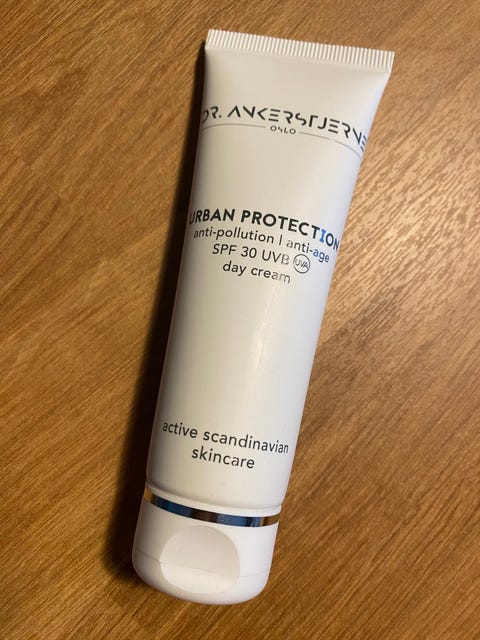 DR. ANKERSTJERNE
OSLO
URBAN PROTECTION
anti-pollution | anti-age
SPF 30 UVB UVA
day cream
active scandinavian
skincare